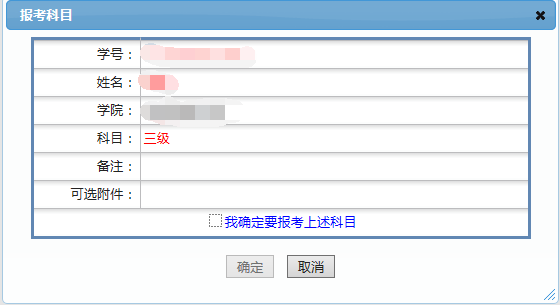 报考科目
学号：
姓名：
学院：
科目： 三级
备注：
可选附件：
我确定要报考上述科目
确定 取消